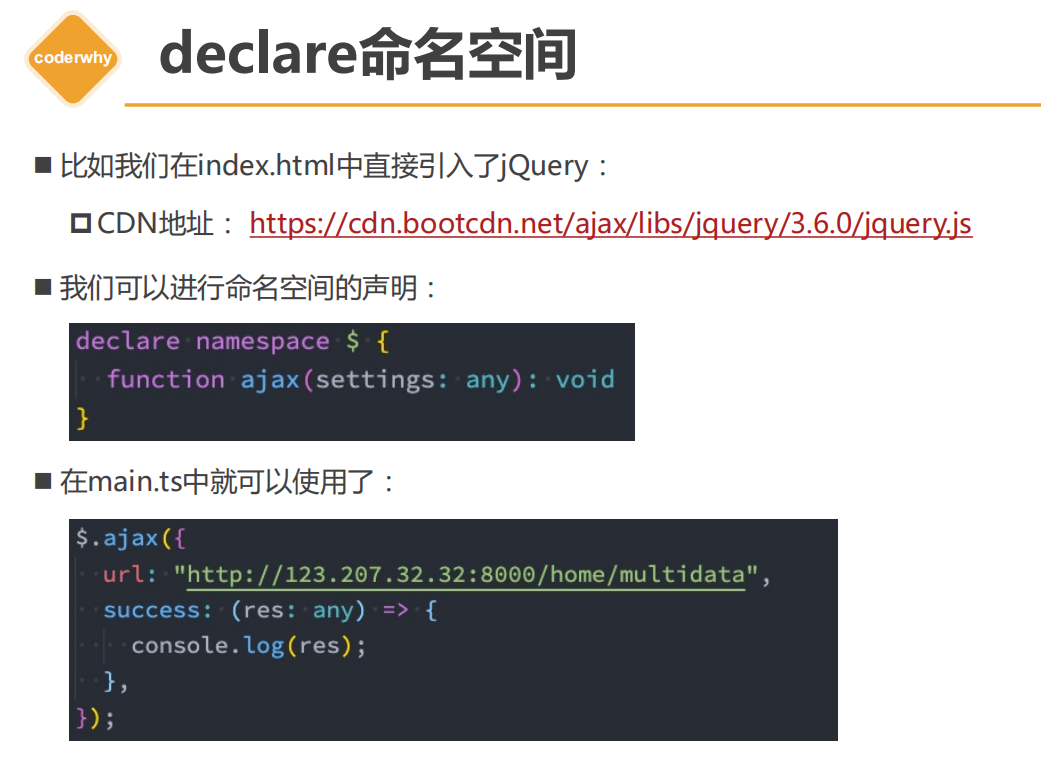 coderwhy
declare命名空间
比如我们在index.html中直接引入了jQuery：
CDN地址： https://cdn.bootcdn.net/ajax/libs/jquery/3.6.0/jquery.js
我们可以进行命名空间的声明：
declare namespace $ {
function ajax(settings: any): void
}
在main.ts中就可以使用了：
$.ajax({
url: "http://123.207.32.32:8000/home/multidata",
success: (res: any) => {
console.log(res);
},
});